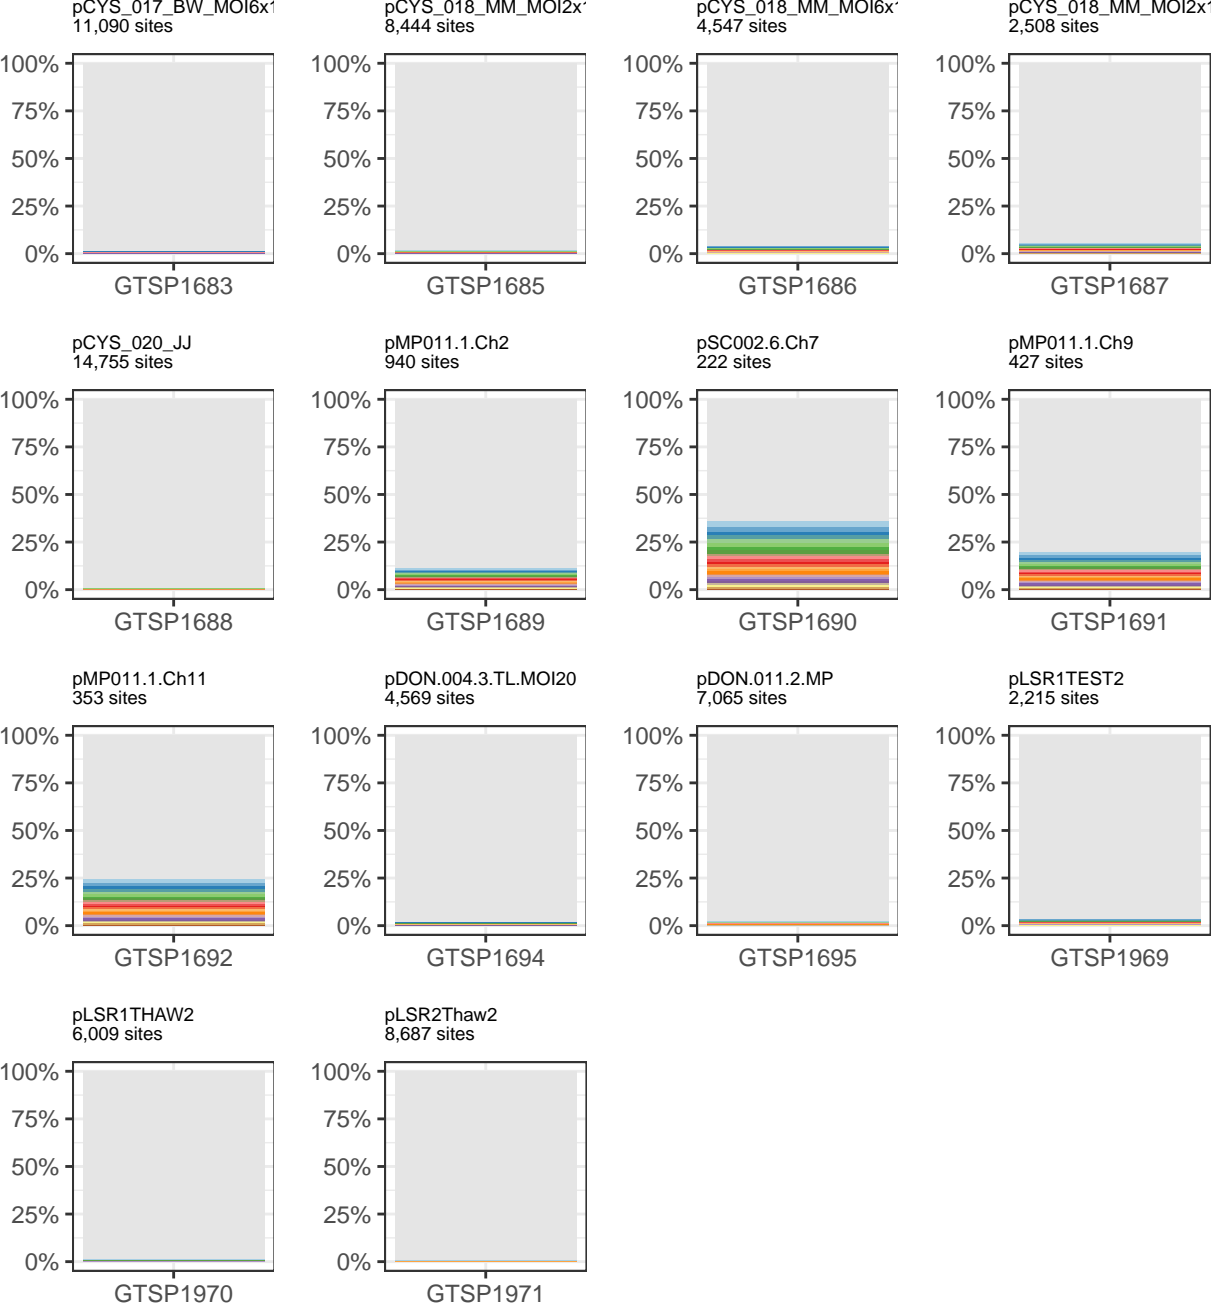 pCYS_017_BW_MOI6x1
11,090 sites
100%
75%
50%
25%
0%
GTSP1683
pCYS_018_MM_MOI2x1
8,444 sites
100%
75%
50%
25%
0%
GTSP1685
pCYS_018_MM_MOI6x1
4,547 sites
100%
75%
50%
25%
0%
GTSP1686
pCYS_018_MM_MOI2x1
2,508 sites
100%
75%
50%
25%
0%
GTSP1687
pCYS_020_JJ
14,755 sites
100%
75%
50%
25%
0%
GTSP1688
pMP011.1.Ch2
940 sites
100%
75%
50%
25%
0%
GTSP1689
pSC002.6.Ch7
222 sites
100%
75%
50%
25%
0%
GTSP1690
pMP011.1.Ch9
427 sites
100%
75%
50%
25%
0%
GTSP1691
pMP011.1.Ch11
353 sites
100%
75%
50%
25%
0%
GTSP1692
pDON.004.3.TL.MOI20
4,569 sites
100%
75%
50%
25%
0%
GTSP1694
pDON.011.2.MP
7,065 sites
100%
75%
50%
25%
0%
GTSP1695
pLSR1TEST2
2,215 sites
100%
75%
50%
25%
0%
GTSP1969
pLSR1THAW2
6,009 sites
100%
75%
50%
25%
0%
GTSP1970
pLSR2Thaw2
8,687 sites
100%
75%
50%
25%
0%
GTSP1971